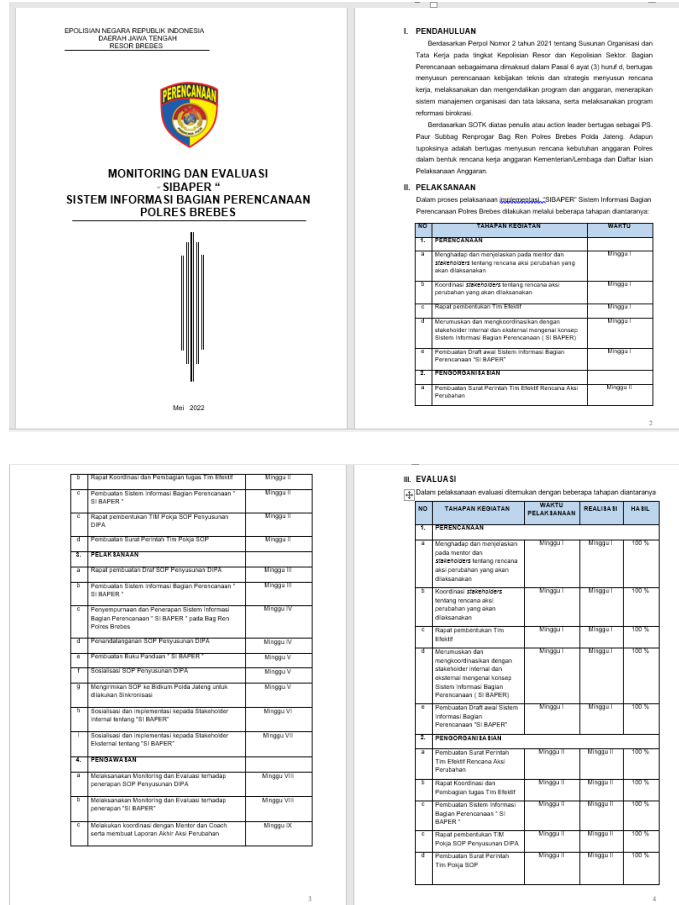 EPOLISIAN NEGARA REPUBLIK INDONESIA
DAERAH JAWA TENGAH
RESOR BREBES
PERENCANAAN
MONITORING DAN EVALUASI
- SIBAPER “
SISTEM INFORMASI BAGIAN PERENCANAAN
POLRES BREBES
Mei 2022
I. PENDAHULUAN
Berdasarkan Perpol Nomor 2 tahun 2021 tentang Susunan Organisasi dan
Tata Kerja pada tingkat Kepolisian Resor dan Kepolisian Sektor. Bagian
Perencanaan sebagaimana dimaksud dalam Pasal 6 ayat (3) huruf d, bertugas
menyusun perencanaan kebijakan teknis dan strategis menyusun rencana
kerja, melaksanakan dan mengendalikan program dan anggaran, menerapkan
sistem manajemen organisasi dan tata laksana, serta melaksanakan program
reformasi birokrasi.
Berdasarkan SOTK diatas penulis atau action leader bertugas sebagai PS.
Paur Subbag Renprogar Bag Ren Polres Brebes Polda Jateng. Adapun
tupoksinya adalah bertugas menyusun rencana kebutuhan anggaran Polres
dalam bentuk rencana kerja anggaran Kementerian/Lembaga dan Daftar Isian
Pelaksanaan Anggaran.
II. PELAKSANAAN
Dalam proses pelaksanaan implementasi “SIBAPER” Sistem Informasi Bagian
Perencanaan Polres Brebes dilakukan melalui beberapa tahapan diantaranya:
NO TAHAPAN KEGIATAN WAKTU
1. PERENCANAAN
a Menghadap dan menjelaskan pada mentor dan Minggu I
stakeholders tentang rencana aksi perubahan yang
akan dilaksanakan
b Koordinasi stakeholders tentang rencana aksi Minggu I
perubahan yang akan dilaksanakan
c Rapat pembentukan Tim Efektif Minggu I
d Merumuskan dan mengkoordinasikan dengan Minggu I
stakeholder internal dan eksternal mengenai konsep
Sistem Informasi Bagian Perencanaan ( SI BAPER)
e Pembuatan Draft awal Sistem Informasi Bagian Minggu I
Perencanaan "SI BAPER"
2. PENGORGANISASIAN
a Pembuatan Surat Perintah Tim Efektif Rencana Aksi Minggu II
Perubahan
2
b Rapat Koordinasi dan Pembagian tugas Tim Efektif Minggu II
c Pembuatan Sistem Informasi Bagian Perencanaan " Minggu II
SI BAPER "
c Rapat pembentukan TIM Pokja SOP Penyusunan Minggu II
DIPA
d Pembuatan Surat Perintah Tim Pokja SOP Minggu II
3. PELAKSANAAN
a Rapat pembuatan Draf SOP Penyusunan DIPA Minggu III
b Pembuatan Sistem Informasi Bagian Perencanaan " Minggu III
SI BAPER "
c Penyempurnaan dan Penerapan Sistem Informasi Minggu IV
Bagian Perencanaan " SI BAPER " pada Bag Ren
Polres Brebes
d Penandatanganan SOP Penyusunan DIPA Minggu IV
e Pembuatan Buku Panduan " SI BAPER " Minggu V
f Sosialisasi SOP Penyusunan DIPA Minggu V
g Mengirimkan SOP ke Bidkum Polda Jateng untuk Minggu V
dilakukan Sinkronisasi
h Sosialisasi dan Implementasi kepada Stakeholder Minggu VI
Internal tentang "SI BAPER"
i Sosialisasi dan Implementasi kepada Stakeholder Minggu VII
Eksternal tentang "SI BAPER"
4. PENGAWASAN
a Melaksanakan Monitoring dan Evaluasi terhadap Minggu VIII
penerapan SOP Penyusunan DIPA
b Melaksanakan Monitoring dan Evaluasi terhadap Minggu VIII
penerapan "SI BAPER"
c Melakukan koordinasi dengan Mentor dan Coach Minggu IX
serta membuat Laporan Akhir Aksi Perubahan
3
III. EVALUASI
Dalam pelaksanaan evaluasi ditemukan dengan beberapa tahapan diantaranya
NO TAHAPAN KEGIATAN WAKTU PELAKSANAAN REALISASI HASIL
1. PERENCANAAN
a Menghadap dan menjelaskan Minggu I Minggu I 100 %
pada mentor dan
stakeholders tentang rencana
aksi perubahan yang akan
dilaksanakan
b Koordinasi stakeholders Minggu I Minggu I 100 %
tentang rencana aksi
perubahan yang akan
dilaksanakan
c Rapat pembentukan Tim Minggu I Minggu I 100 %
Efektif
d Merumuskan dan Minggu I Minggu I 100 %
mengkoordinasikan dengan
stakeholder internal dan
eksternal mengenai konsep
Sistem Informasi Bagian
Perencanaan ( SI BAPER)
e Pembuatan Draft awal Sistem Minggu I Minggu I 100 %
Informasi Bagian
Perencanaan "SI BAPER"
2. PENGORGANISASIAN
a Pembuatan Surat Perintah Minggu II Minggu II 100 %
Tim Efektif Rencana Aksi
Perubahan
b Rapat Koordinasi dan Minggu II Minggu II 100 %
Pembagian tugas Tim Efektif
c Pembuatan Sistem Informasi Minggu II Minggu II 100 %
Bagian Perencanaan " SI
BAPER "
c Rapat pembentukan TIM Minggu II Minggu II 100 %
Pokja SOP Penyusunan DIPA
d Pembuatan Surat Perintah Minggu II Minggu II 100 %
Tim Pokja SOP
4